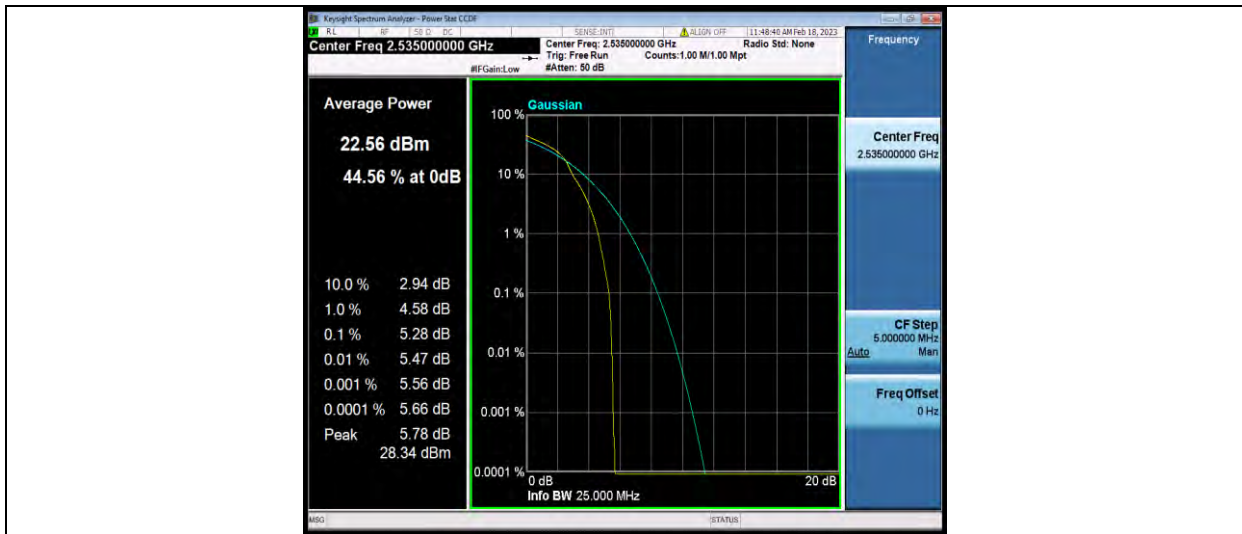 Keysight Spectrum Analyzer - Power Stat CCDF
RL RF 50 Ω DC SENSE:INT ALIGN OFF 11:48:40 AM Feb 18, 2023
Center Freq 2.535000000 GHz
Center Freq: 2.535000000 GHz Radio Std: None
Trig: Free Run Counts:1.00 M/1.00 Mpt
#IFGain:Low #Atten: 50 dB
Frequency
Average Power
22.56 dBm
44.56 % at 0dB
10.0 % 2.94 dB
1.0 % 4.58 dB
0.1 % 5.28 dB
0.01 % 5.47 dB
0.001 % 5.56 dB
0.0001 % 5.66 dB
Peak 5.78 dB
28.34 dBm
Gaussian
100 %
10 %
1 %
0.1 %
0.01 %
0.001 %
0.0001 %
0 dB 20 dB
Info BW 25.000 MHz
Center Freq
2.535000000 GHz
CF Step
5.000000 MHz
Auto Man
Freq Offset
0 Hz
MSG STATUS